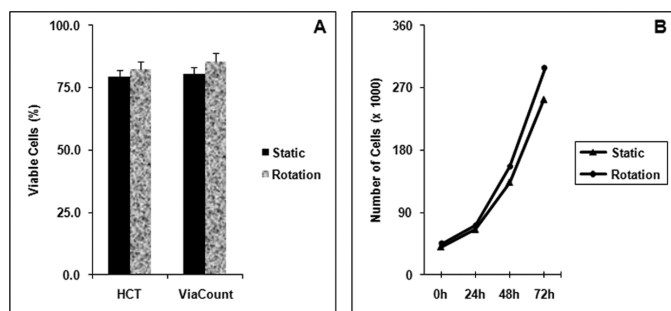 A
100.0
75.0
50.0
25.0
0.0
Viable Cells (%)
HCT ViaCount
Static
Rotation
B
360
270
180
90
0
Number of Cells (x 1000)
0h 24h 48h 72h
Static
Rotation